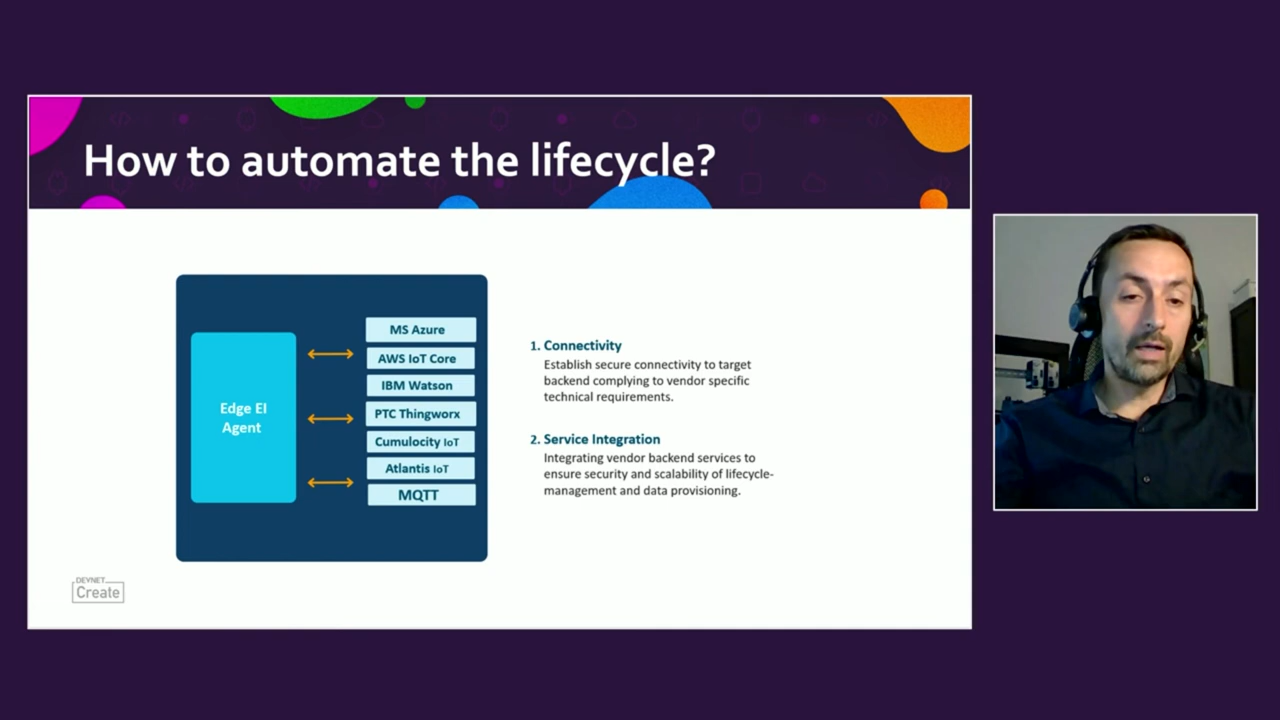 How to automate the lifecycle?
Edge EI
Agent
MS Azure
AWS IoT Core
IBM Watson
PTC Thingworx
Cumulocity IoT
Atlantis IoT
MQTT
1. Connectivity
Establish secure connectivity to target
backend complying to vendor specific
technical requirements.
2. Service Integration
Integrating vendor backend services to
ensure security and scalability of lifecycle-
management and data provisioning.
DEVNET
Create